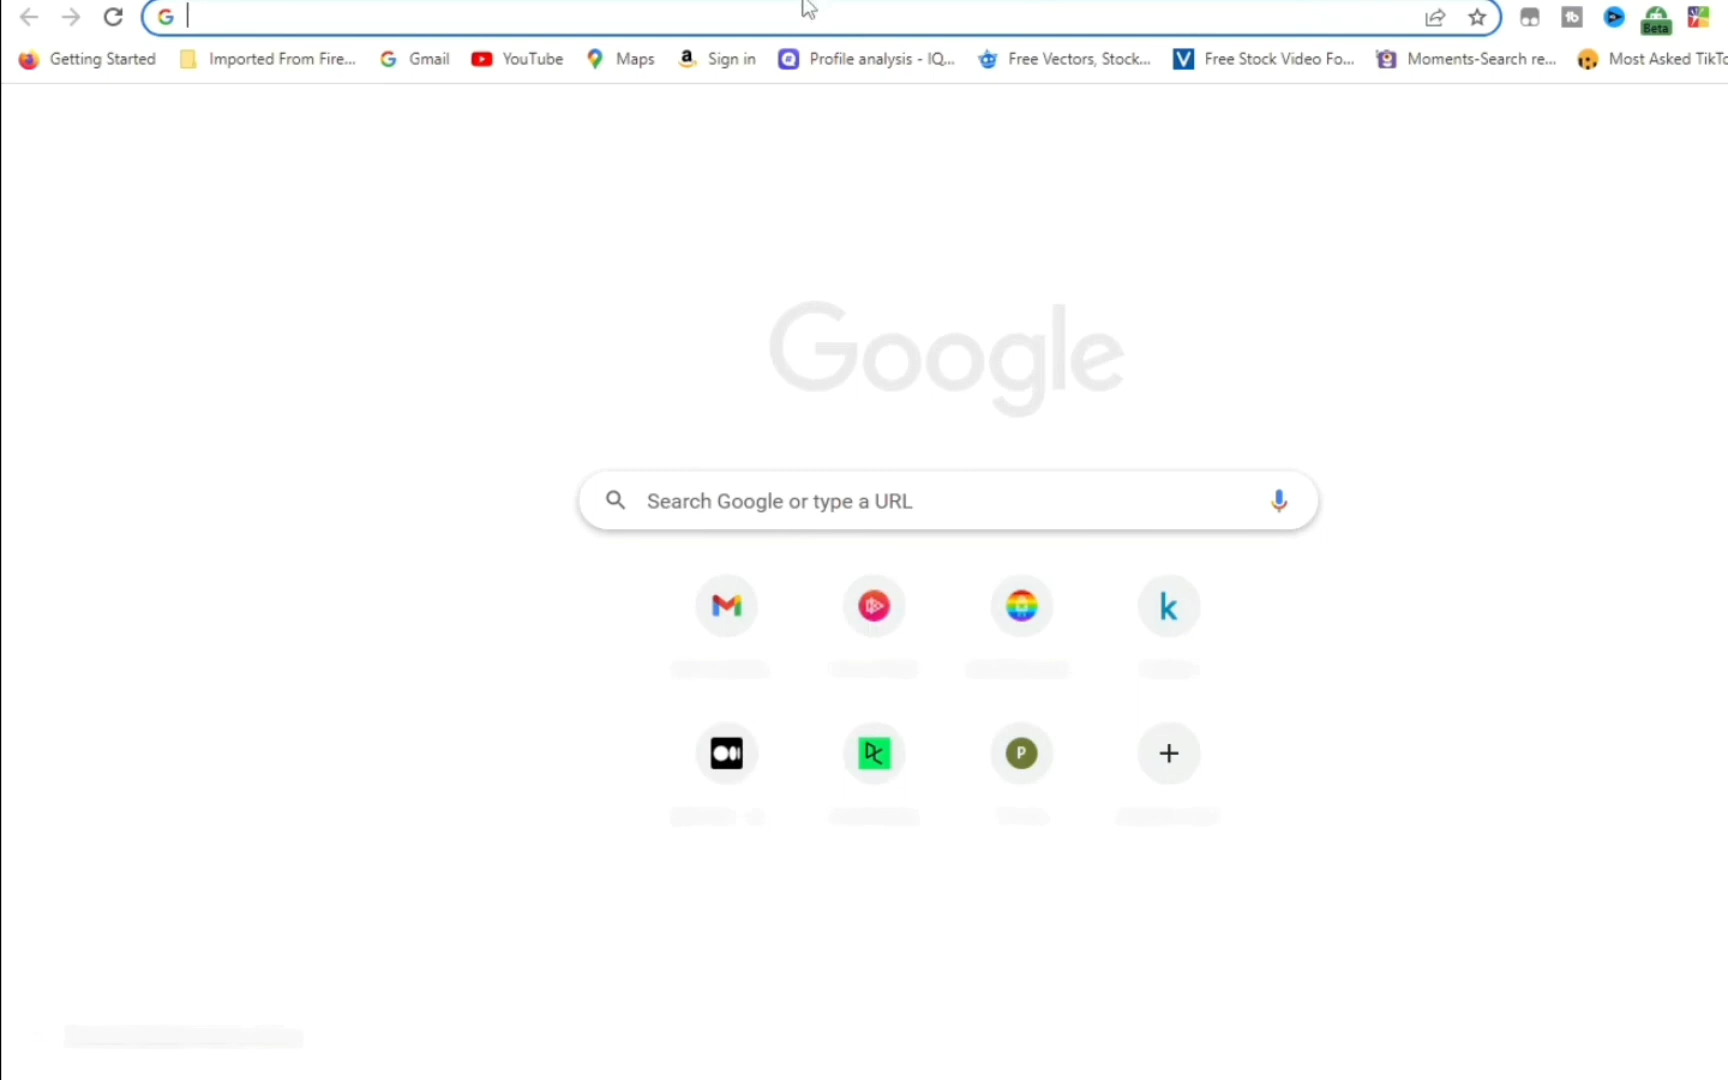 Beta
Getting Started Imported From Fire... Gmail YouTube Maps Sign in Profile analysis - IQ... Free Vectors, Stock... Free Stock Video Fo... Moments-Search re... Most Asked TikTo
Google
Search Google or type a URL
k
P